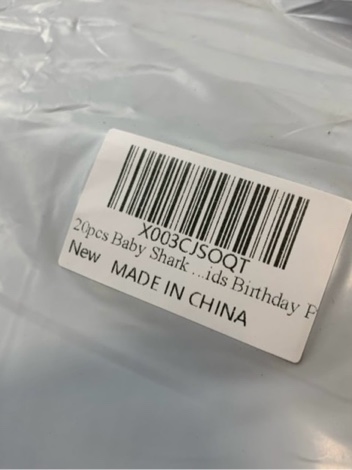 X003CJSOQT
20pcs Baby Shark ...ids Birthday P
New
MADE IN CHINA